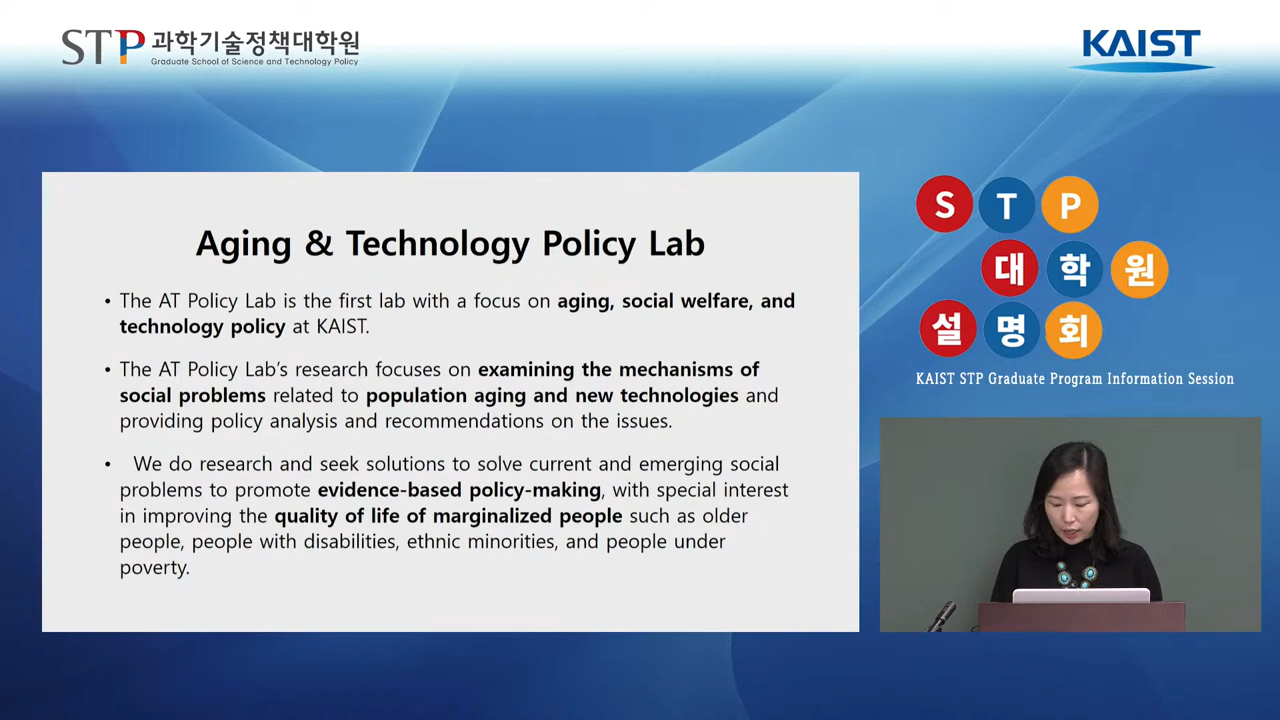 STP 과학기술정책대학원
Graduate School of Science and Technology Policy
KAIST
Aging & Technology Policy Lab
• The AT Policy Lab is the first lab with a focus on aging, social welfare, and
technology policy at KAIST.
• The AT Policy Lab's research focuses on examining the mechanisms of
social problems related to population aging and new technologies and
providing policy analysis and recommendations on the issues.
• We do research and seek solutions to solve current and emerging social
problems to promote evidence-based policy-making, with special interest
in improving the quality of life of marginalized people such as older
people, people with disabilities, ethnic minorities, and people under
poverty.
S T P
대 학 원
설 명 회
KAIST STP Graduate Program Information Session